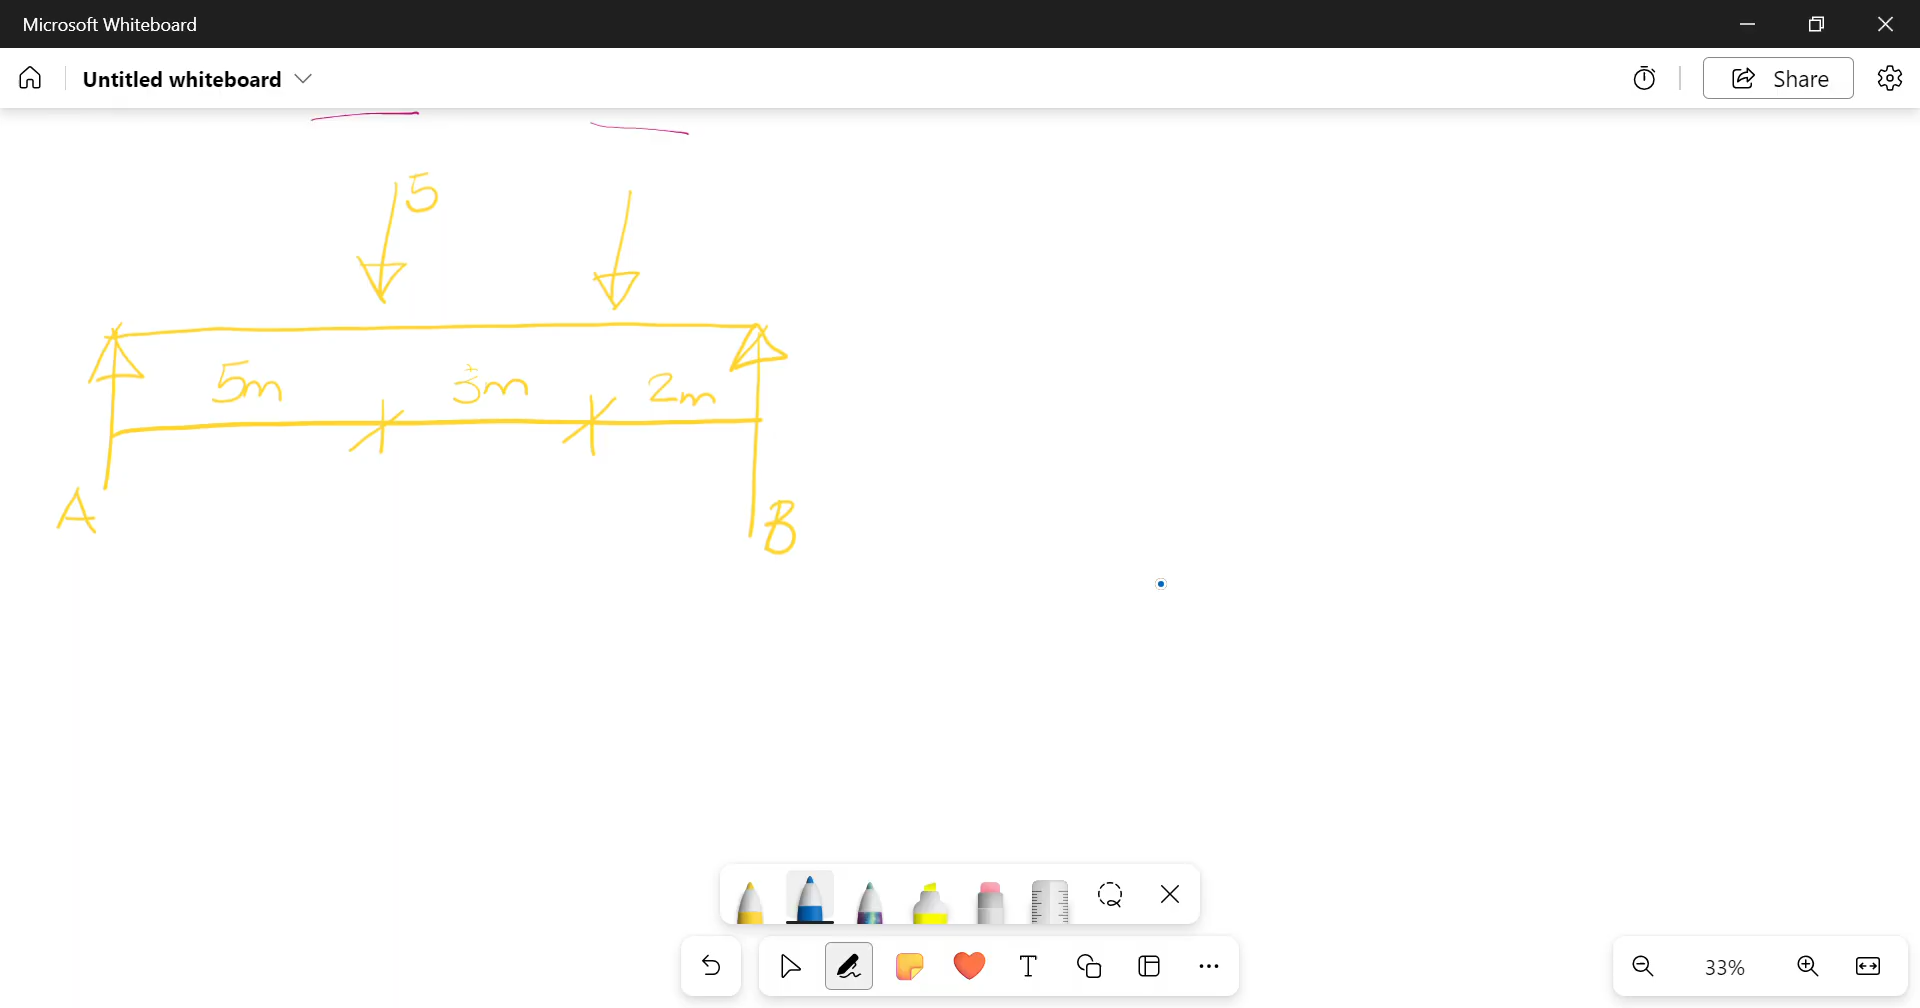 Microsoft Whiteboard
Untitled whiteboard
Share
5
5m 3m 2m
A
B
T
33%